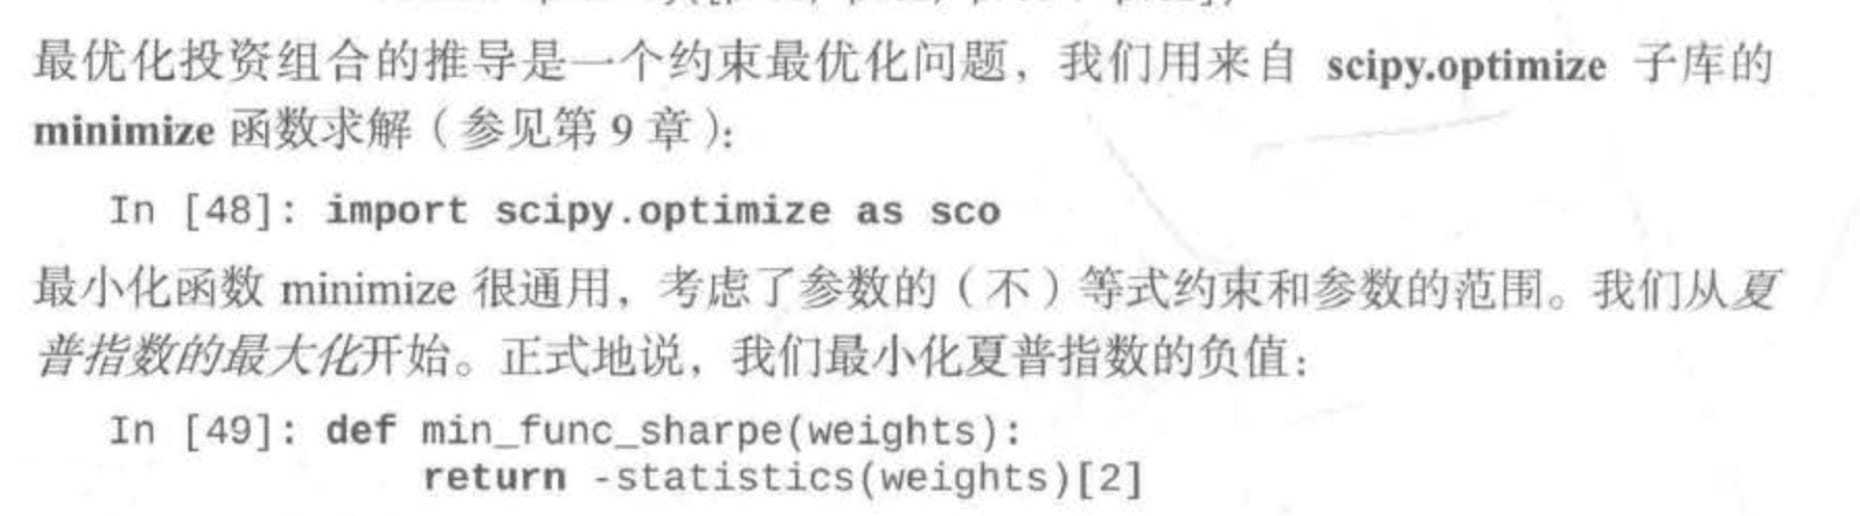 最优化投资组合的推导是一个约束最优化问题，我们用来自 scipy.optimize 子库的
minimize 函数求解（参见第 9 章）：
In [48]: import scipy.optimize as sco
最小化函数 minimize 很通用，考虑了参数的（不）等式约束和参数的范围。我们从夏
普指数的最大化开始。正式地说，我们最小化夏普指数的负值：
In [49]: def min_func_sharpe(weights):
return -statistics(weights)[2]